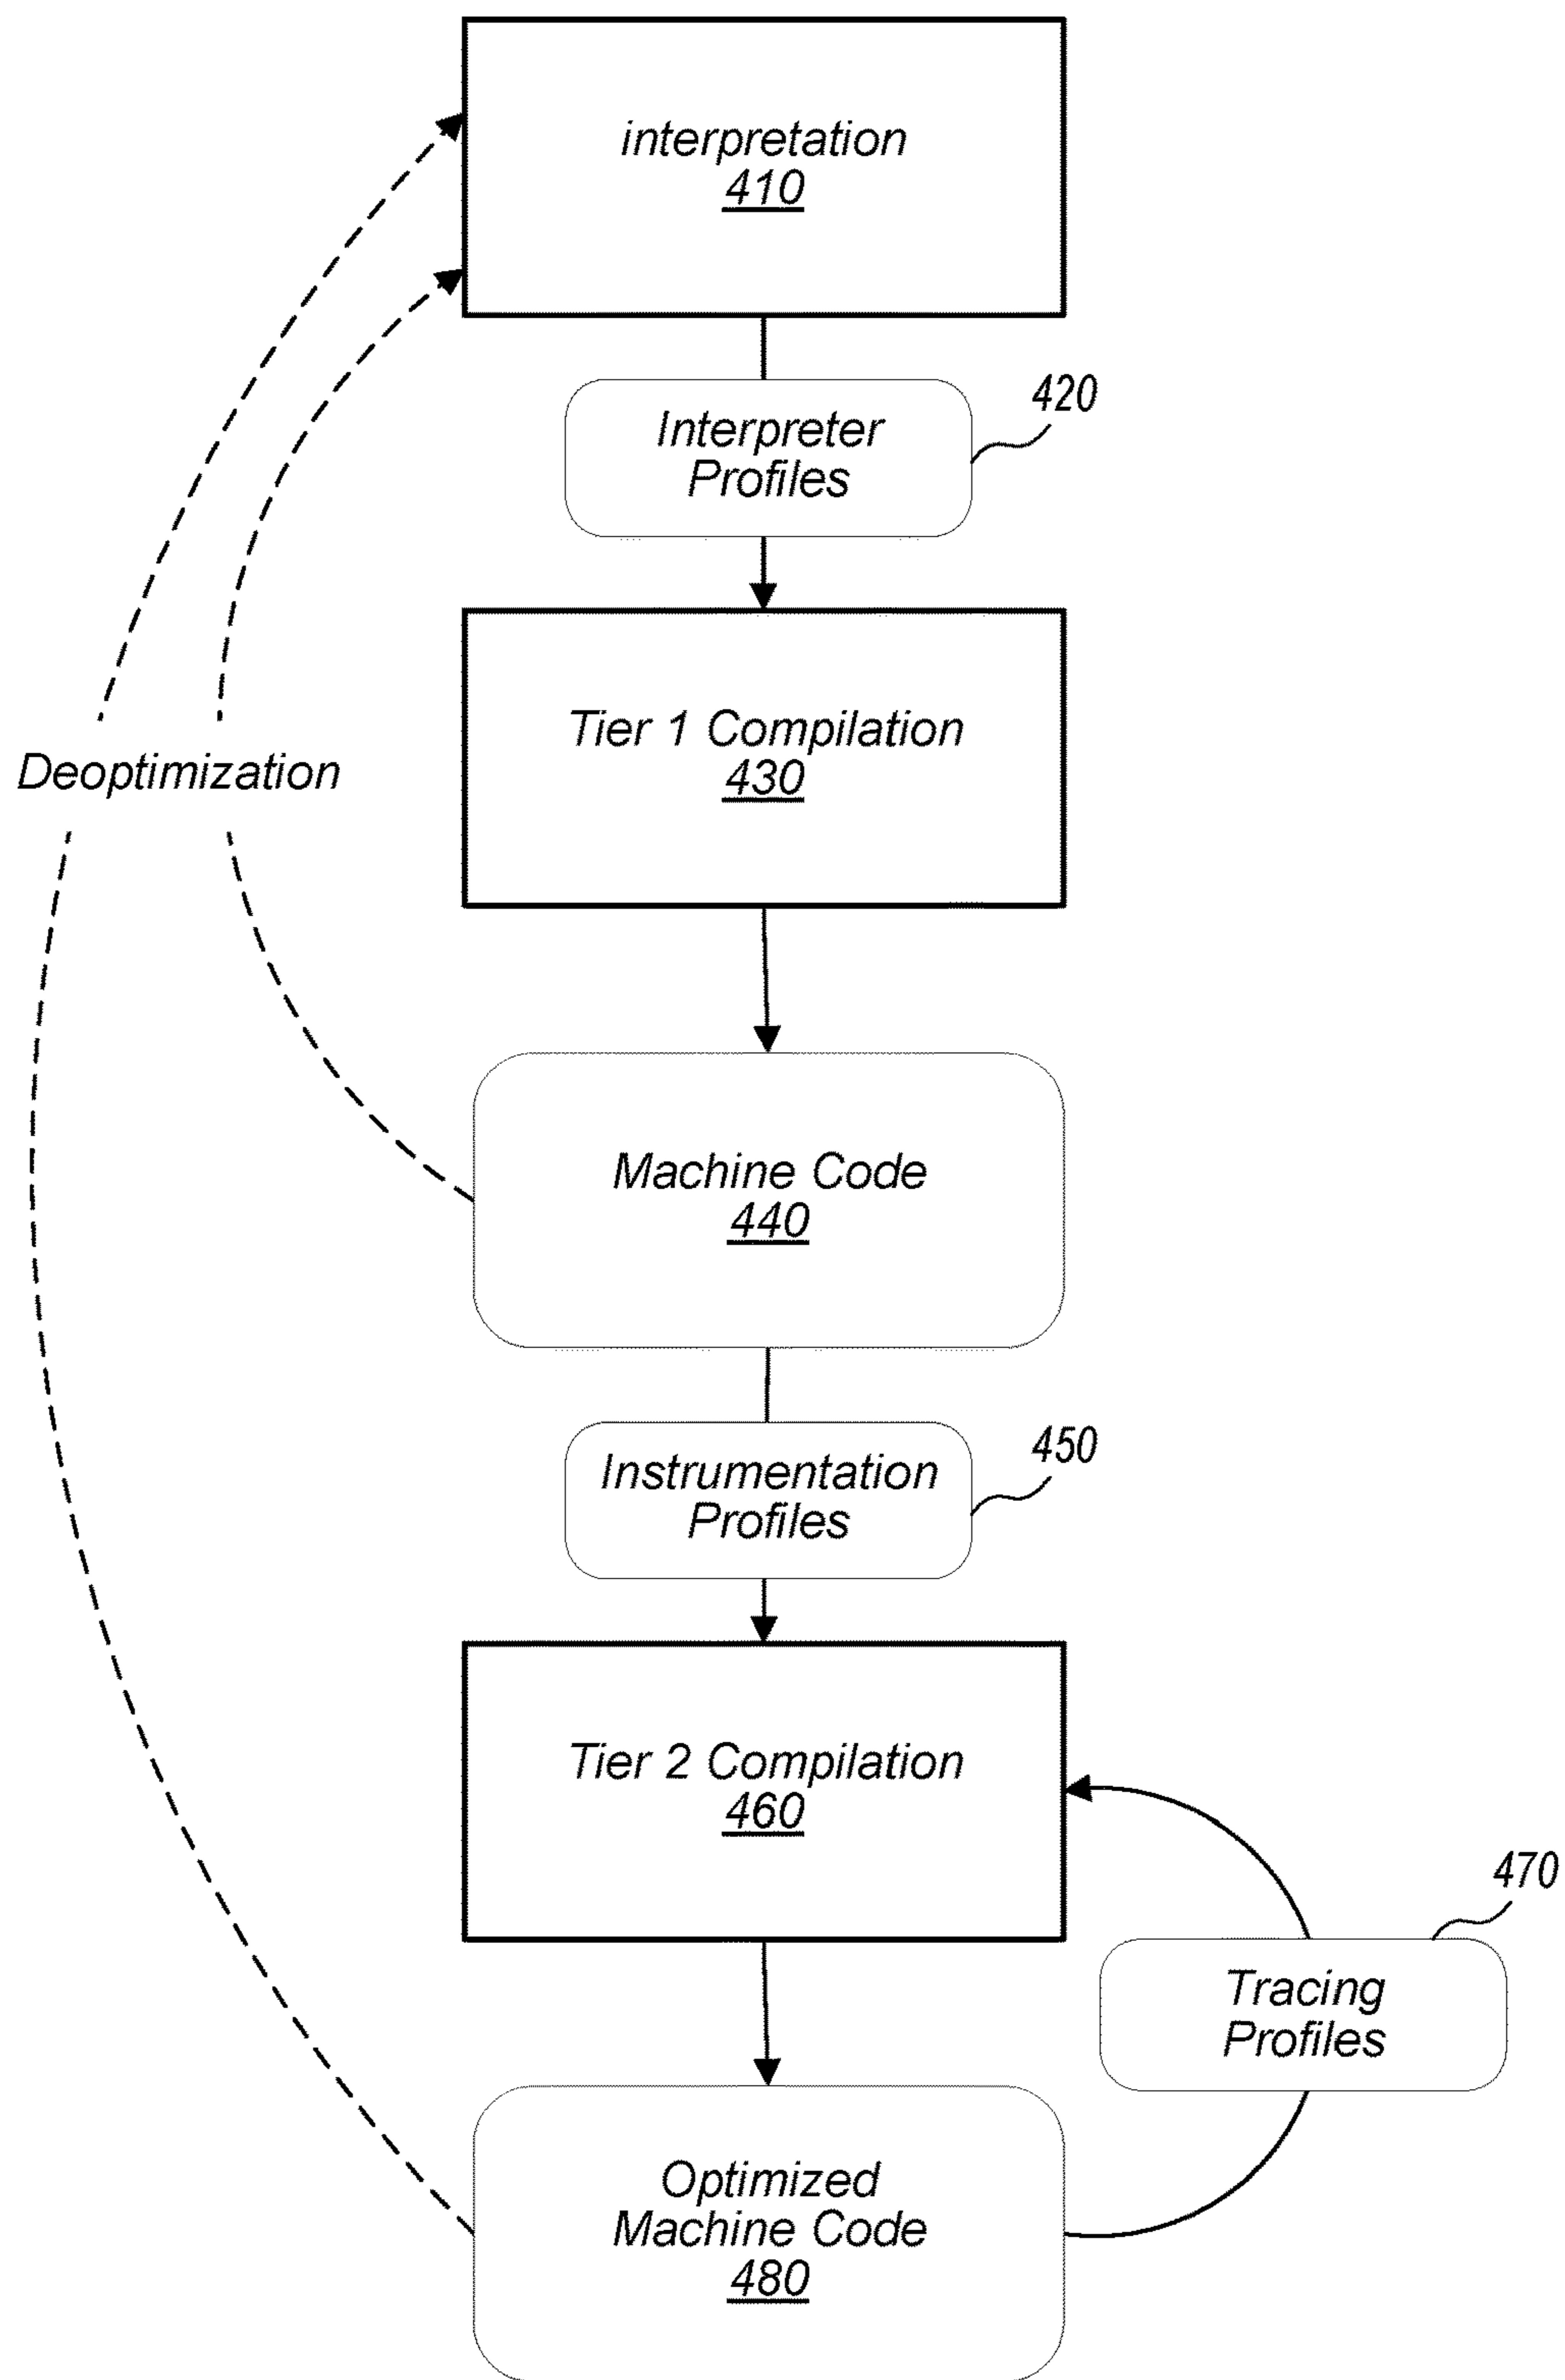 interpretation
410
420
Interpreter
Profiles
Tier 1 Compilation
430
Deoptimization
Machine Code
440
450
Instrumentation
Profiles
Tier 2 Compilation
460
470
Tracing
Profiles
Optimized
Machine Code
480